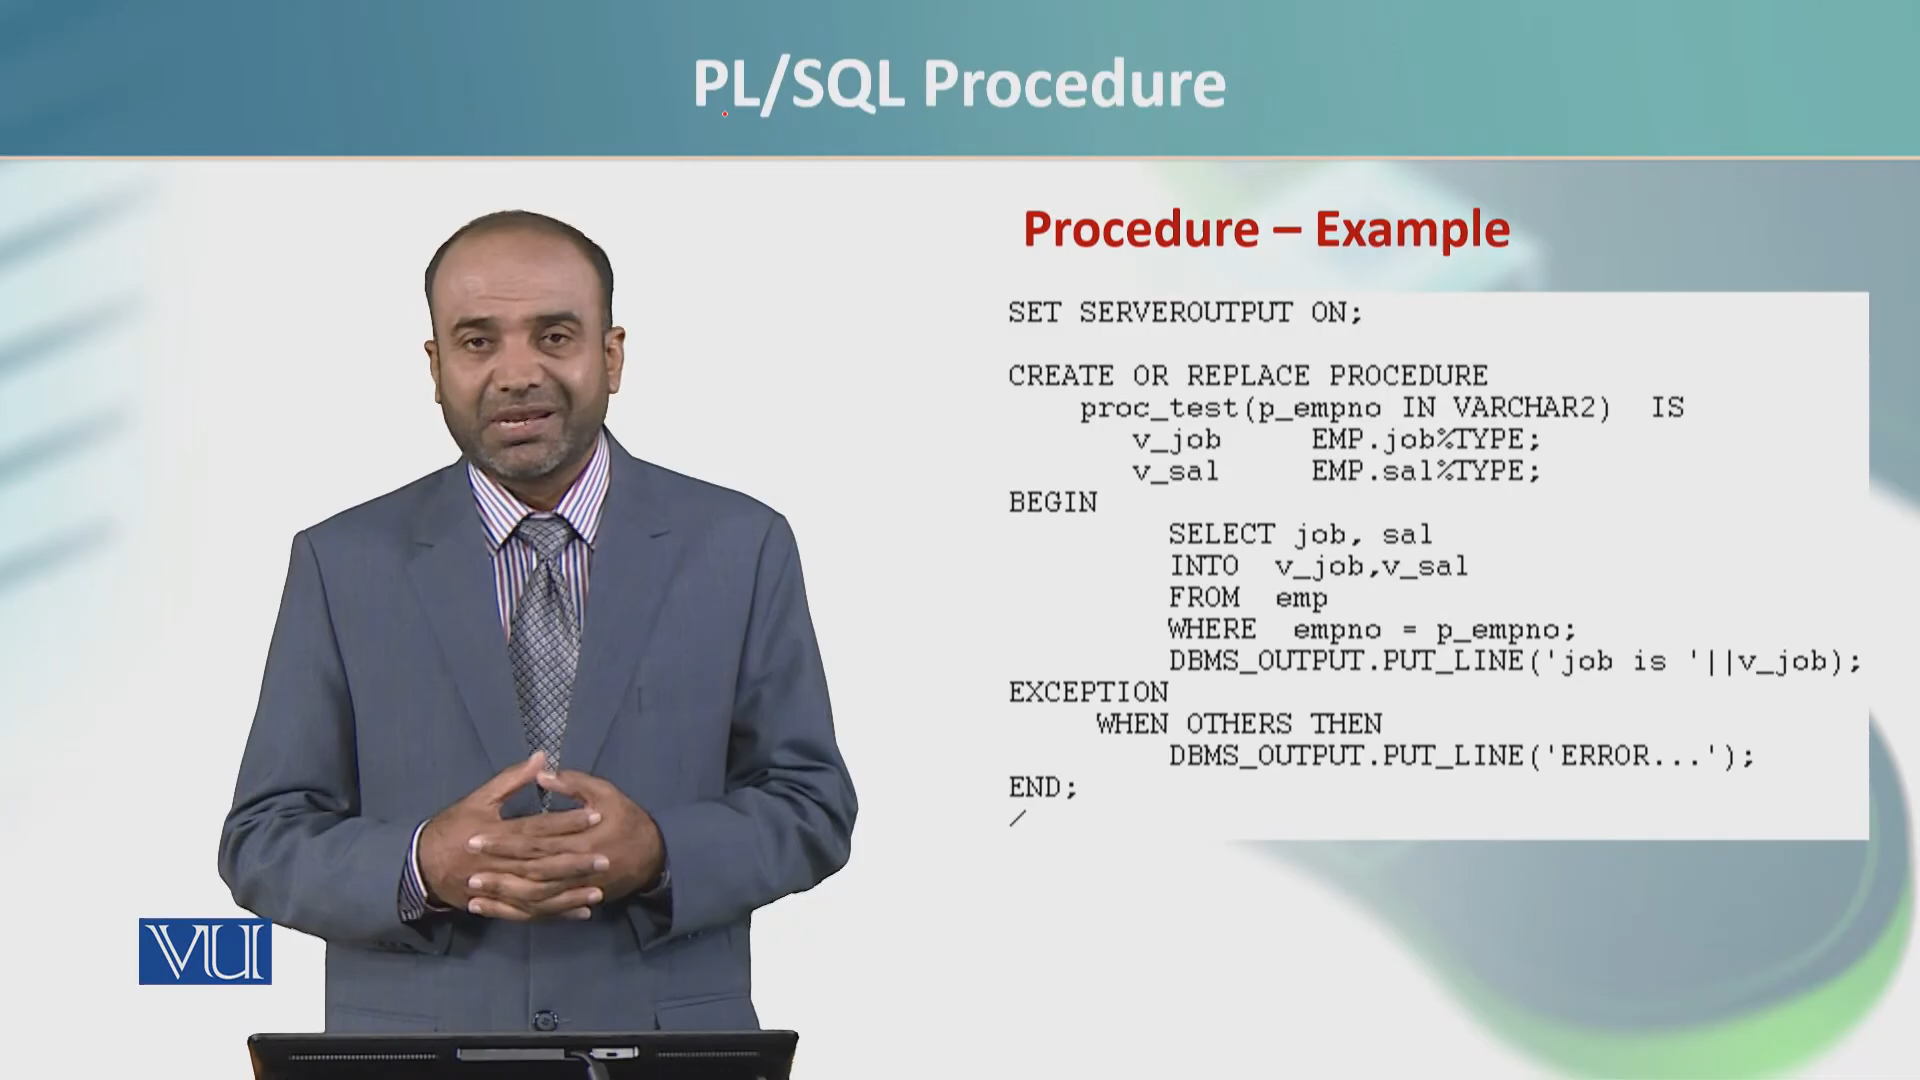 PL/SQL Procedure
Procedure – Example
SET SERVEROUTPUT ON;
CREATE OR REPLACE PROCEDURE
proc_test(p_empno IN VARCHAR2) IS
v_job EMP.job%TYPE;
v_sal EMP.sal%TYPE;
BEGIN
SELECT job, sal
INTO v_job,v_sal
FROM emp
WHERE empno = p_empno;
DBMS_OUTPUT.PUT_LINE('job is '||v_job);
EXCEPTION
WHEN OTHERS THEN
DBMS_OUTPUT.PUT_LINE('ERROR...');
END;
/
VU